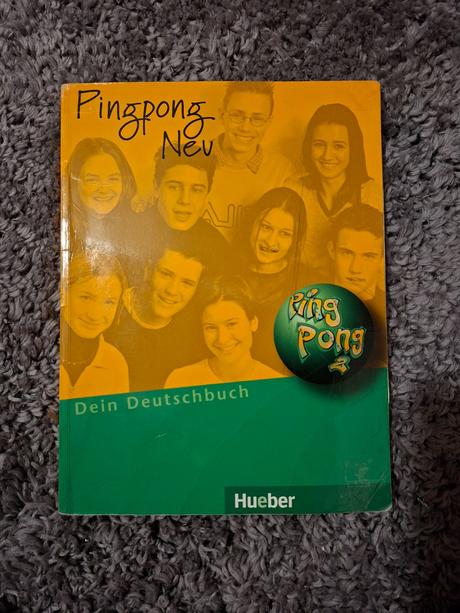 Pingpong
Neu
Ping
Pong
2
Dein Deutschbuch
Hueber